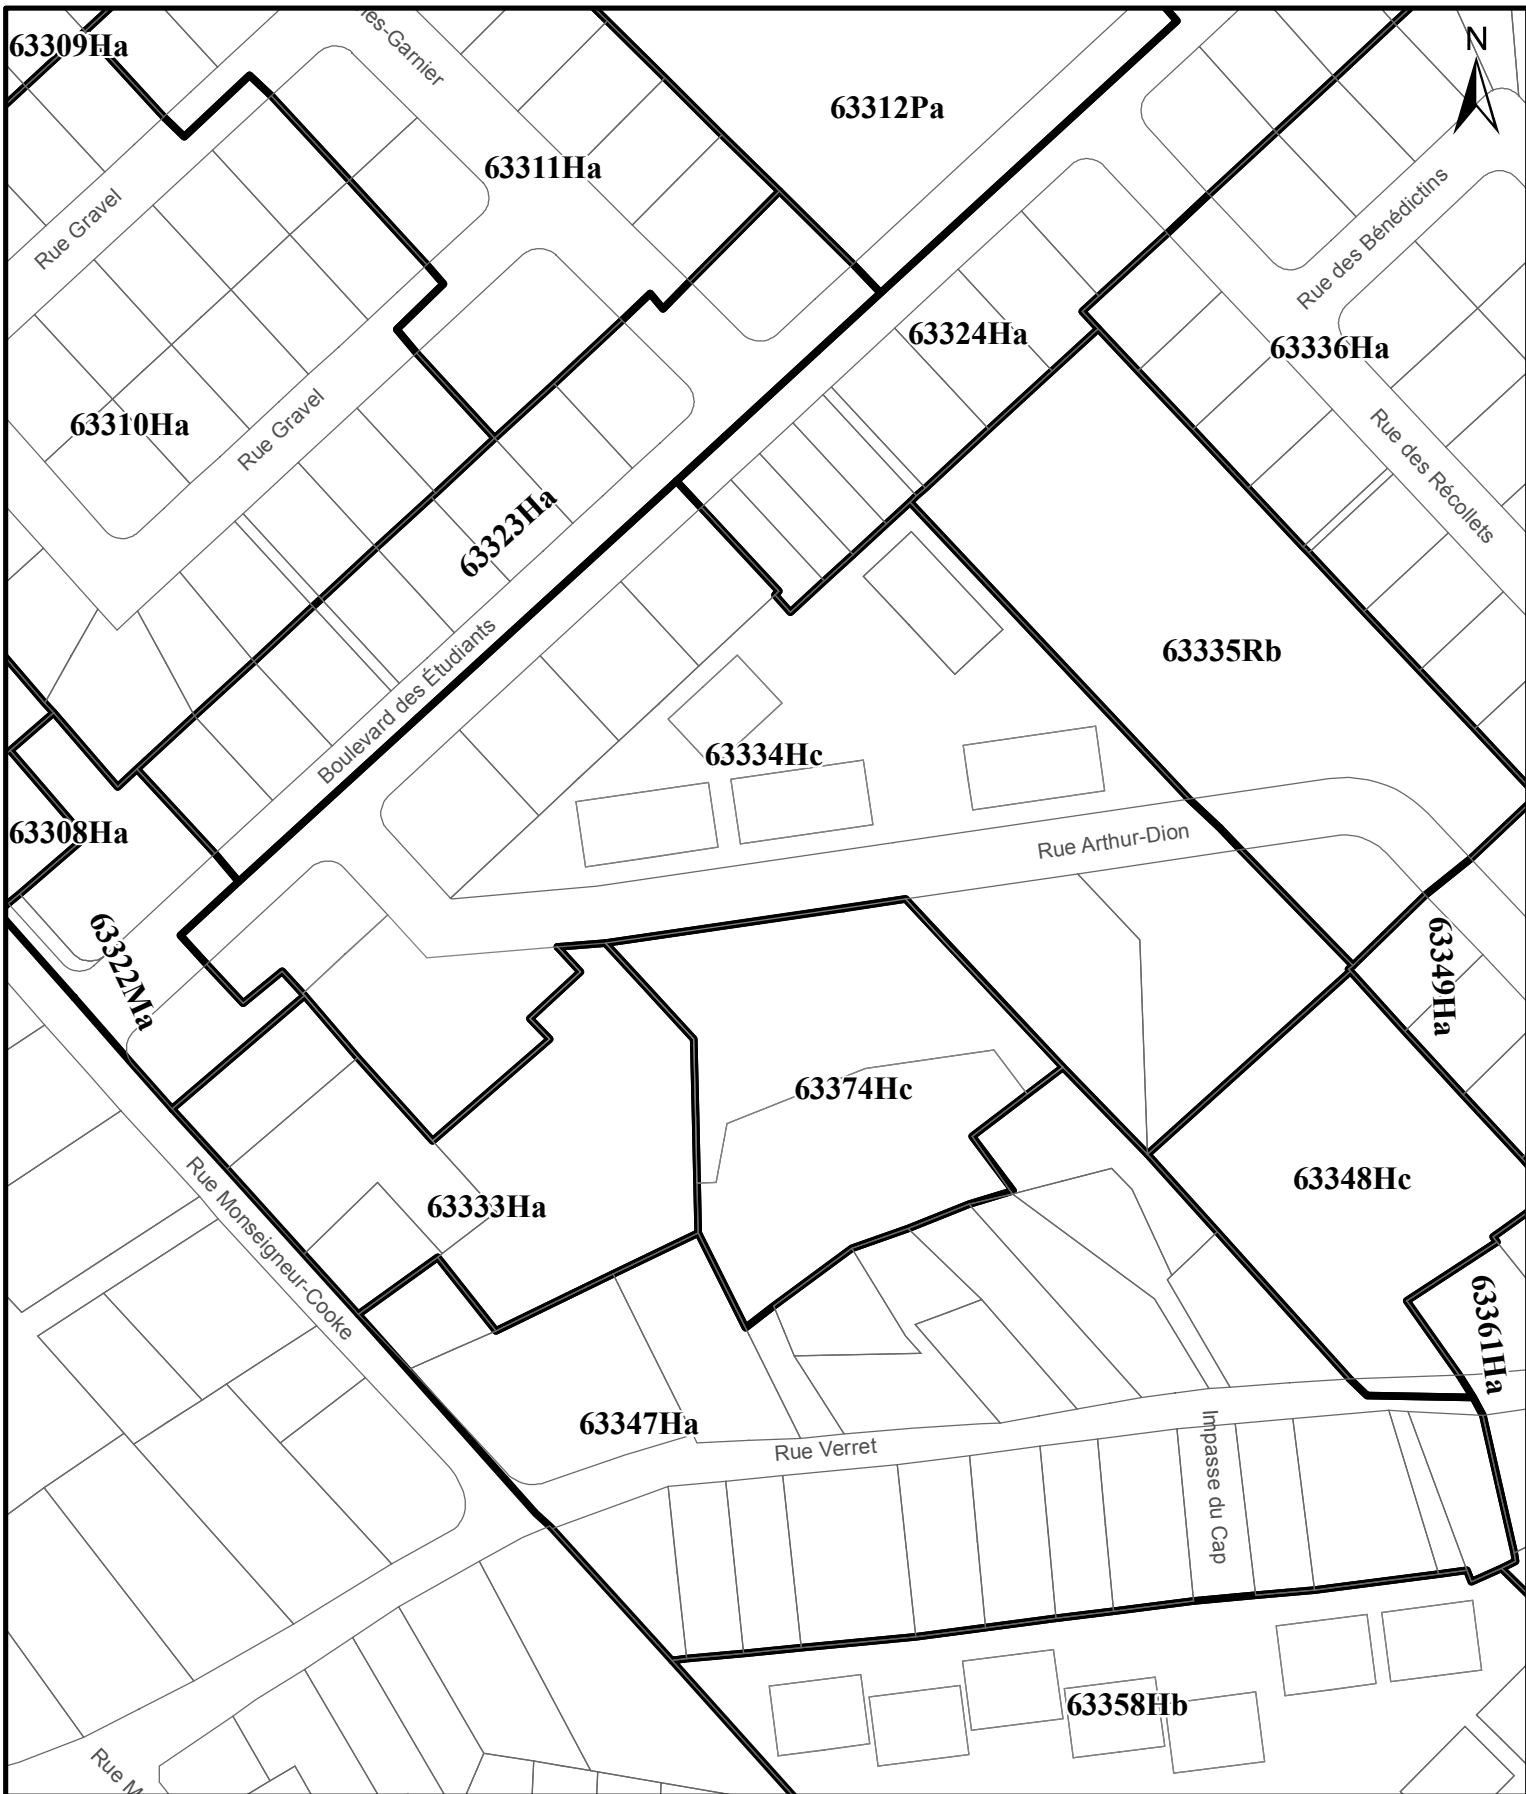 63309Ha
N
63312Pa
63311Ha
Rue Gravel
Rue des Bénédictins
63324Ha
63336Ha
63310Ha
Rue Gravel
Rue des Récollets
63323Ha
63335Rb
Boulevard des Étudiants
63334Hc
63308Ha
Rue Arthur-Dion
63322Ma
63349Ha
63374Hc
63333Ha
63348Hc
Rue Monseigneur-Cooke
63361Ha
63347Ha
Rue Verret
Impasse du Cap
63358Hb
Rue M